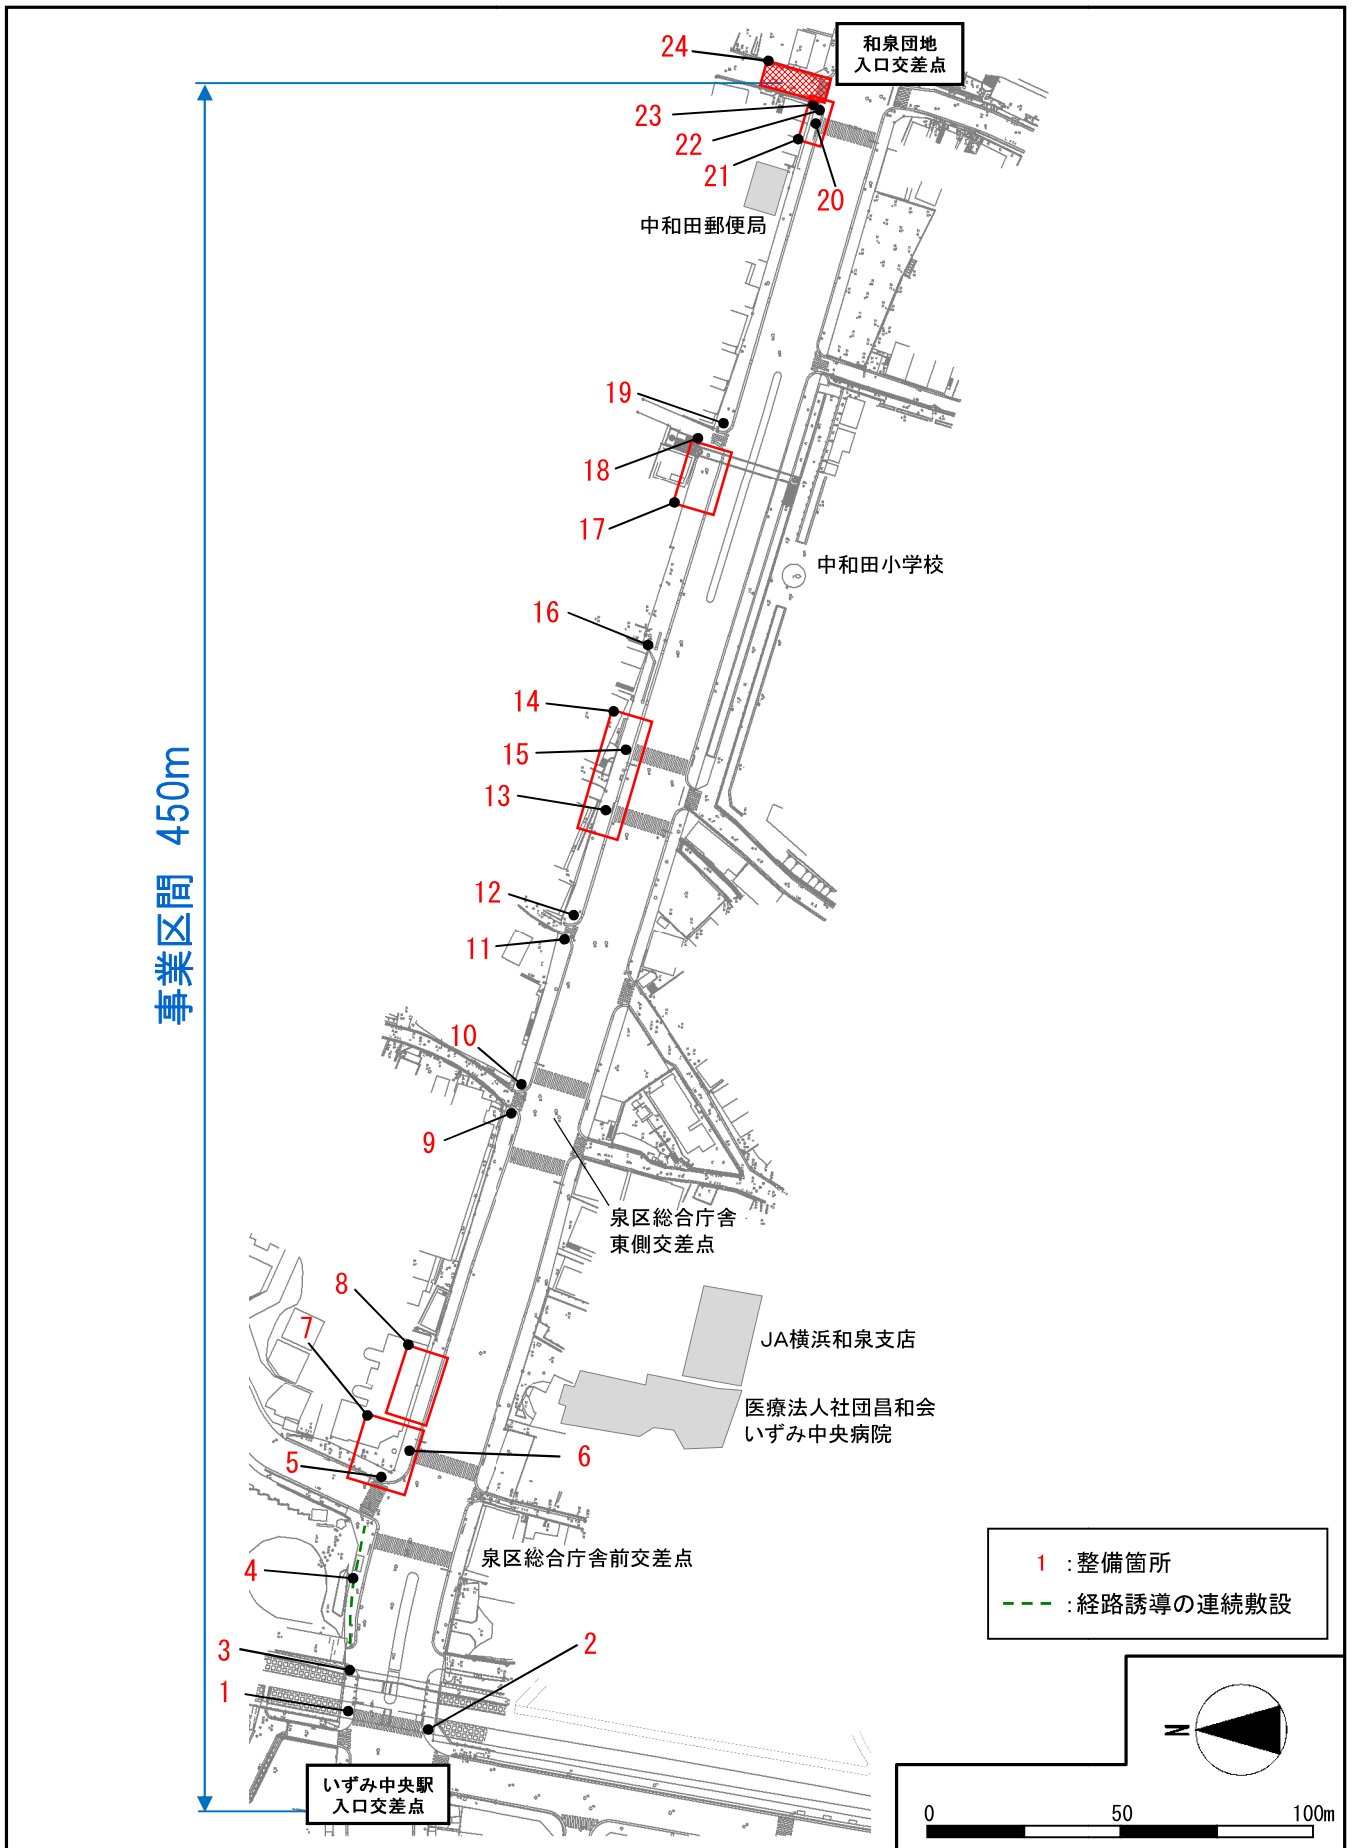 和泉団地
入口交差点
24
23
22
21
20
中和田郵便局
19
18
17
中和田小学校
16
14
15
13
事業区間 450m
12
11
10
9
泉区総合庁舎
東側交差点
8
7
JA横浜和泉支店
医療法人社団昌和会
いずみ中央病院
6
5
泉区総合庁舎前交差点
4
1 :整備箇所
:経路誘導の連続敷設
3
2
1
N
いずみ中央駅
入口交差点
0 50 100m